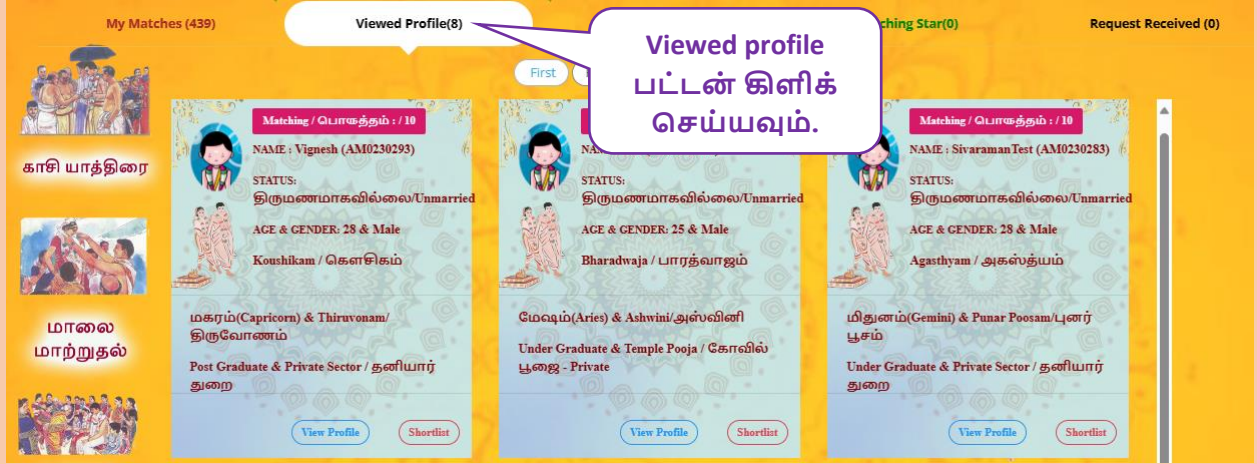 My Matches (439)
Viewed Profile(8)
Star(0)
Request Received (0)
Viewed profile
பட்டன் கிளிக்
செய்யவும்.
First
காசி யாத்திரை
மாலை
மாற்றுதல்
Matching / பொருத்தம் : / 10
NAME : Vignesh (AM0230293)
STATUS:
திருமணமாகவில்லை/Unmarried
AGE & GENDER: 28 & Male
Koushikam / கௌசிகம்
மகரம்(Capricorn) & Thiruvonam/
திருவோணம்
Post Graduate & Private Sector / தனியார்
துறை
View Profile
Shortlist
STATUS:
திருமணமாகவில்லை/Unmarried
AGE & GENDER: 25 & Male
Bharadwaja / பாரத்வாஜம்
மேஷம்(Aries) & Ashwini/அஸ்வினி
Under Graduate & Temple Pooja / கோவில்
பூஜை - Private
View Profile
Shortlist
Matching / பொருத்தம் : / 10
NAME : SivaramanTest (AM0230283)
STATUS:
திருமணமாகவில்லை/Unmarried
AGE & GENDER: 28 & Male
Agasthyam / அகஸ்த்யம்
மிதுனம்(Gemini) & Punar Poosam/புனர்
பூசம்
Under Graduate & Private Sector / தனியார்
துறை
View Profile
Shortlist